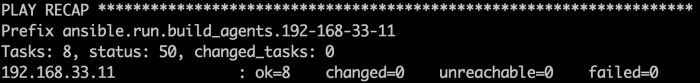 PLAY RECAP *********************************************************************
Prefix ansible.run.build_agents.192-168-33-11
Tasks: 8, status: 50, changed_tasks: 0
192.168.33.11              : ok=8    changed=0    unreachable=0    failed=0